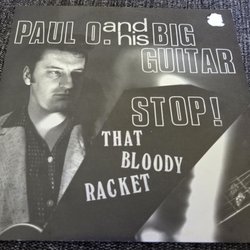 PAUL O. and his BIG GUITAR
STOP!
THAT
BLOODY
RACKET